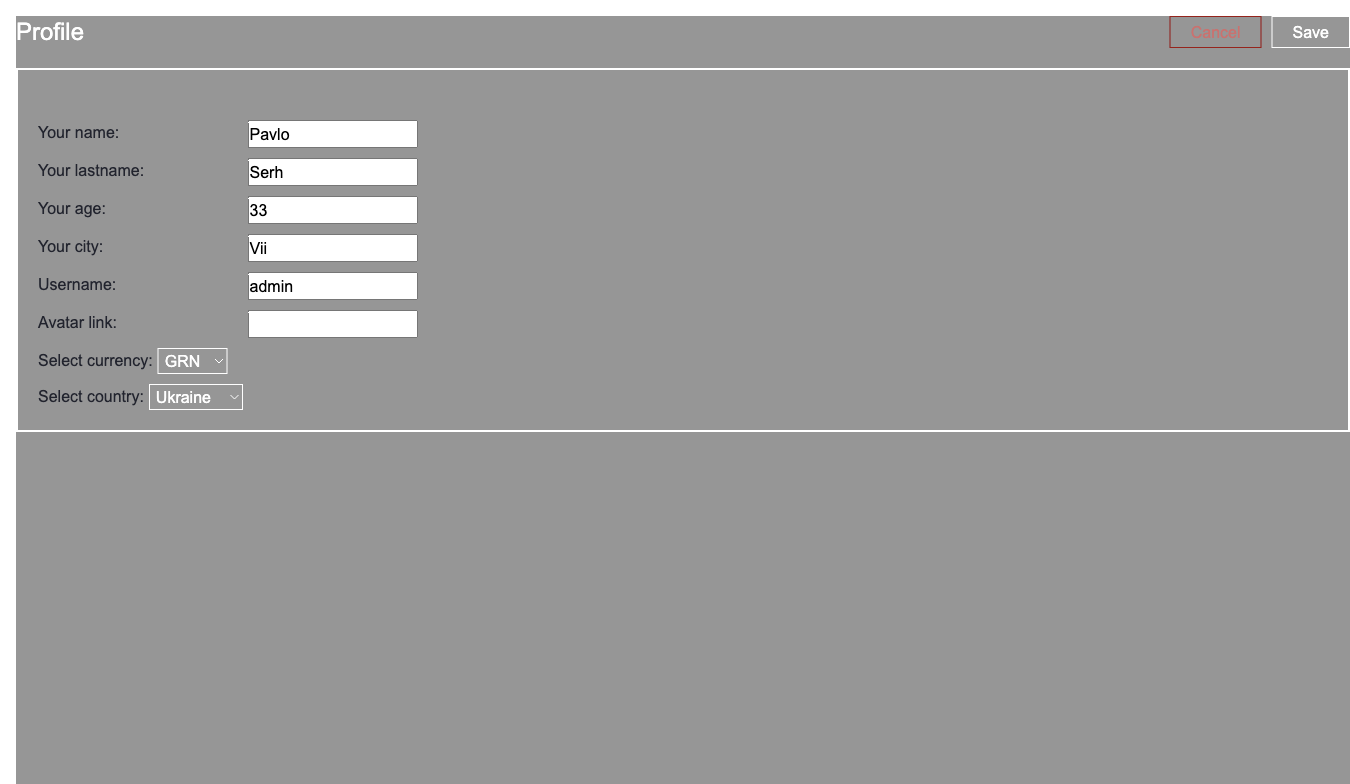 Profile Cancel Save
Your name: Pavlo
Your lastname: Serh
Your age: 33
Your city: Vii
Username: admin
Avatar link:
Select currency: GRN
Select country: Ukraine